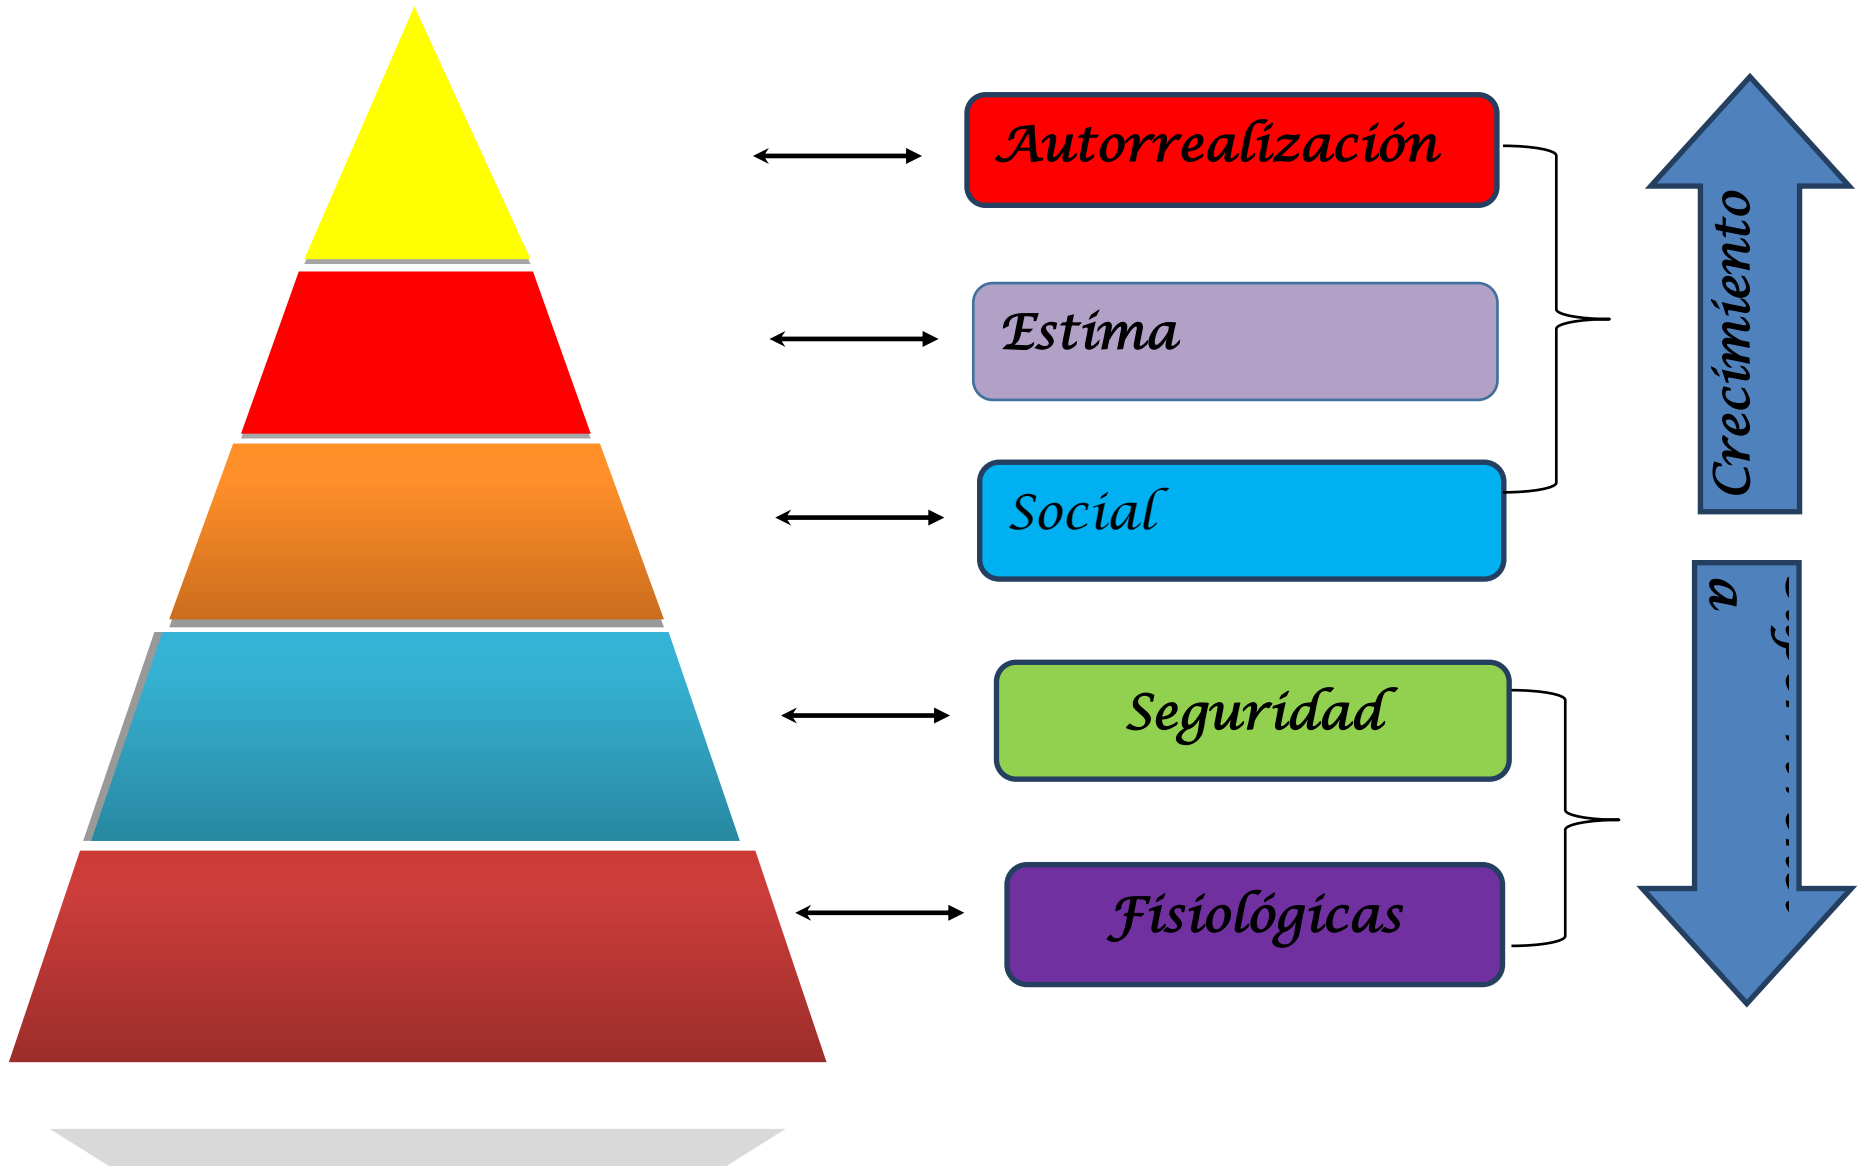 Autorrealización
Estima
Social
Seguridad
Fisiológicas
Crecimiento
a